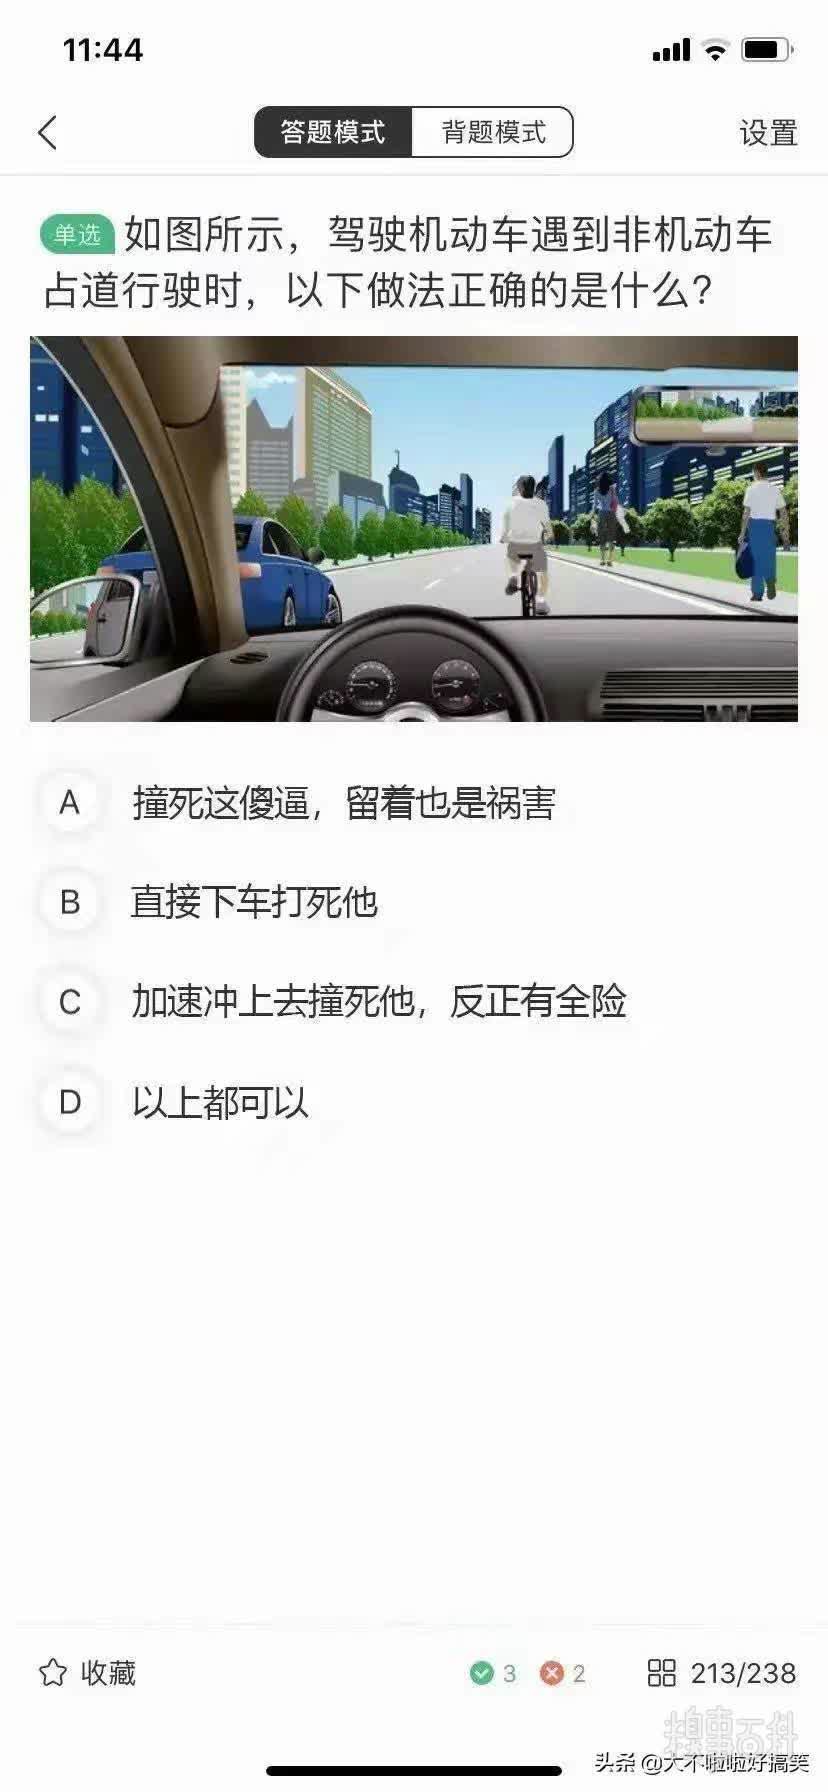 11:44
答题模式 背题模式 设置
单选 如图所示，驾驶机动车遇到非机动车
占道行驶时，以下做法正确的是什么？
A 撞死这傻逼，留着也是祸害
B 直接下车打死他
C 加速冲上去撞死他，反正有全险
D 以上都可以
收藏 3 2 213/238
糗事百科
头条 @大不啦啦好搞笑